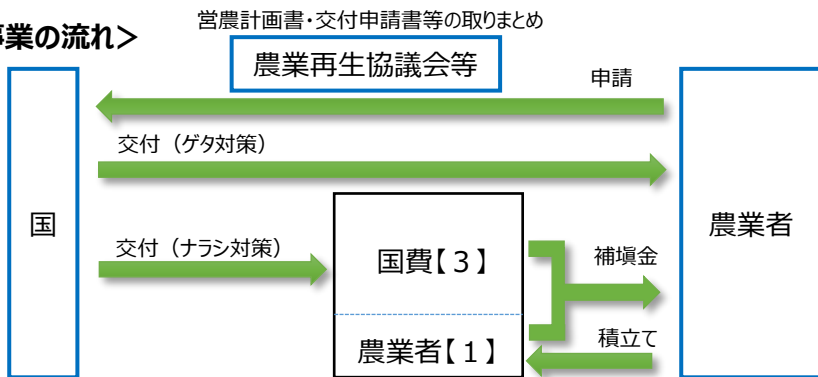 営農計画書・交付申請書等の取りまとめ
事業の流れ>
農業再生協議会等
申請
交付（ゲタ対策）
国
農業者
交付（ナラシ対策）
国費【３】
補塡金
農業者【１】
積立て